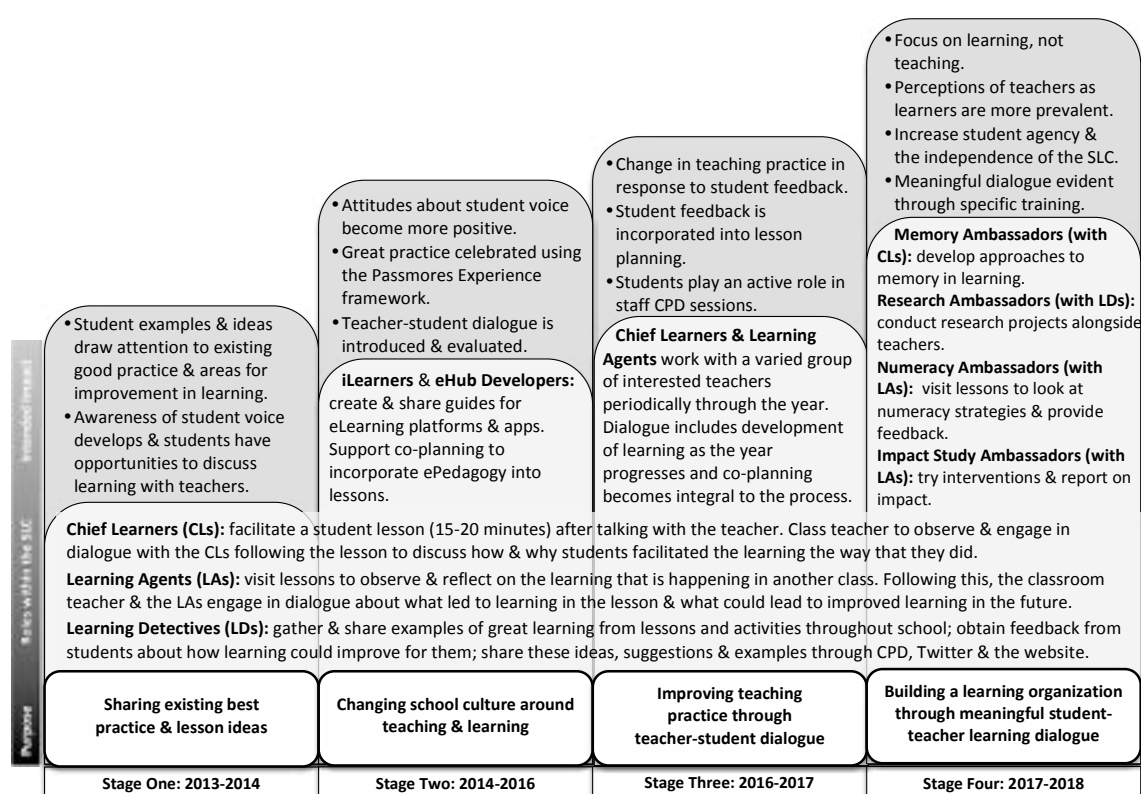 • Student examples & ideas
draw attention to existing
good practice & areas for
improvement in learning.
• Awareness of student voice
develops & students have
opportunities to discuss
learning with teachers.
• Attitudes about student voice
become more positive.
• Great practice celebrated using
the Passmores Experience
framework.
• Teacher-student dialogue is
introduced & evaluated.
iLearners & eHub Developers:
create & share guides for
eLearning platforms & apps.
Support co-planning to
incorporate ePedagogy into
lessons.
• Change in teaching practice in
response to student feedback.
• Student feedback is
incorporated into lesson
planning.
• Students play an active role in
staff CPD sessions.
Chief Learners & Learning
Agents work with a varied group
of interested teachers
periodically through the year.
Dialogue includes development
of learning as the year
progresses and co-planning
becomes integral to the process.
• Focus on learning, not
teaching.
• Perceptions of teachers as
learners are more prevalent.
• Increase student agency &
the independence of the SLC.
• Meaningful dialogue evident
through specific training.
Memory Ambassadors (with
CLs): develop approaches to
memory in learning.
Research Ambassadors (with LDs):
conduct research projects alongside
teachers.
Numeracy Ambassadors (with
LAs): visit lessons to look at
numeracy strategies & provide
feedback.
Impact Study Ambassadors (with
LAs): try interventions & report on
impact.
Intended Impact
Roles within the SLC
Purpose
Chief Learners (CLs): facilitate a student lesson (15-20 minutes) after talking with the teacher. Class teacher to observe & engage in
dialogue with the CLs following the lesson to discuss how & why students facilitated the learning the way that they did.
Learning Agents (LAs): visit lessons to observe & reflect on the learning that is happening in another class. Following this, the classroom
teacher & the LAs engage in dialogue about what led to learning in the lesson & what could lead to improved learning in the future.
Learning Detectives (LDs): gather & share examples of great learning from lessons and activities throughout school; obtain feedback from
students about how learning could improve for them; share these ideas, suggestions & examples through CPD, Twitter & the website.
Sharing existing best
practice & lesson ideas
Changing school culture around
teaching & learning
Improving teaching
practice through
teacher-student dialogue
Building a learning organization
through meaningful student-
teacher learning dialogue
Stage One: 2013-2014
Stage Two: 2014-2016
Stage Three: 2016-2017
Stage Four: 2017-2018